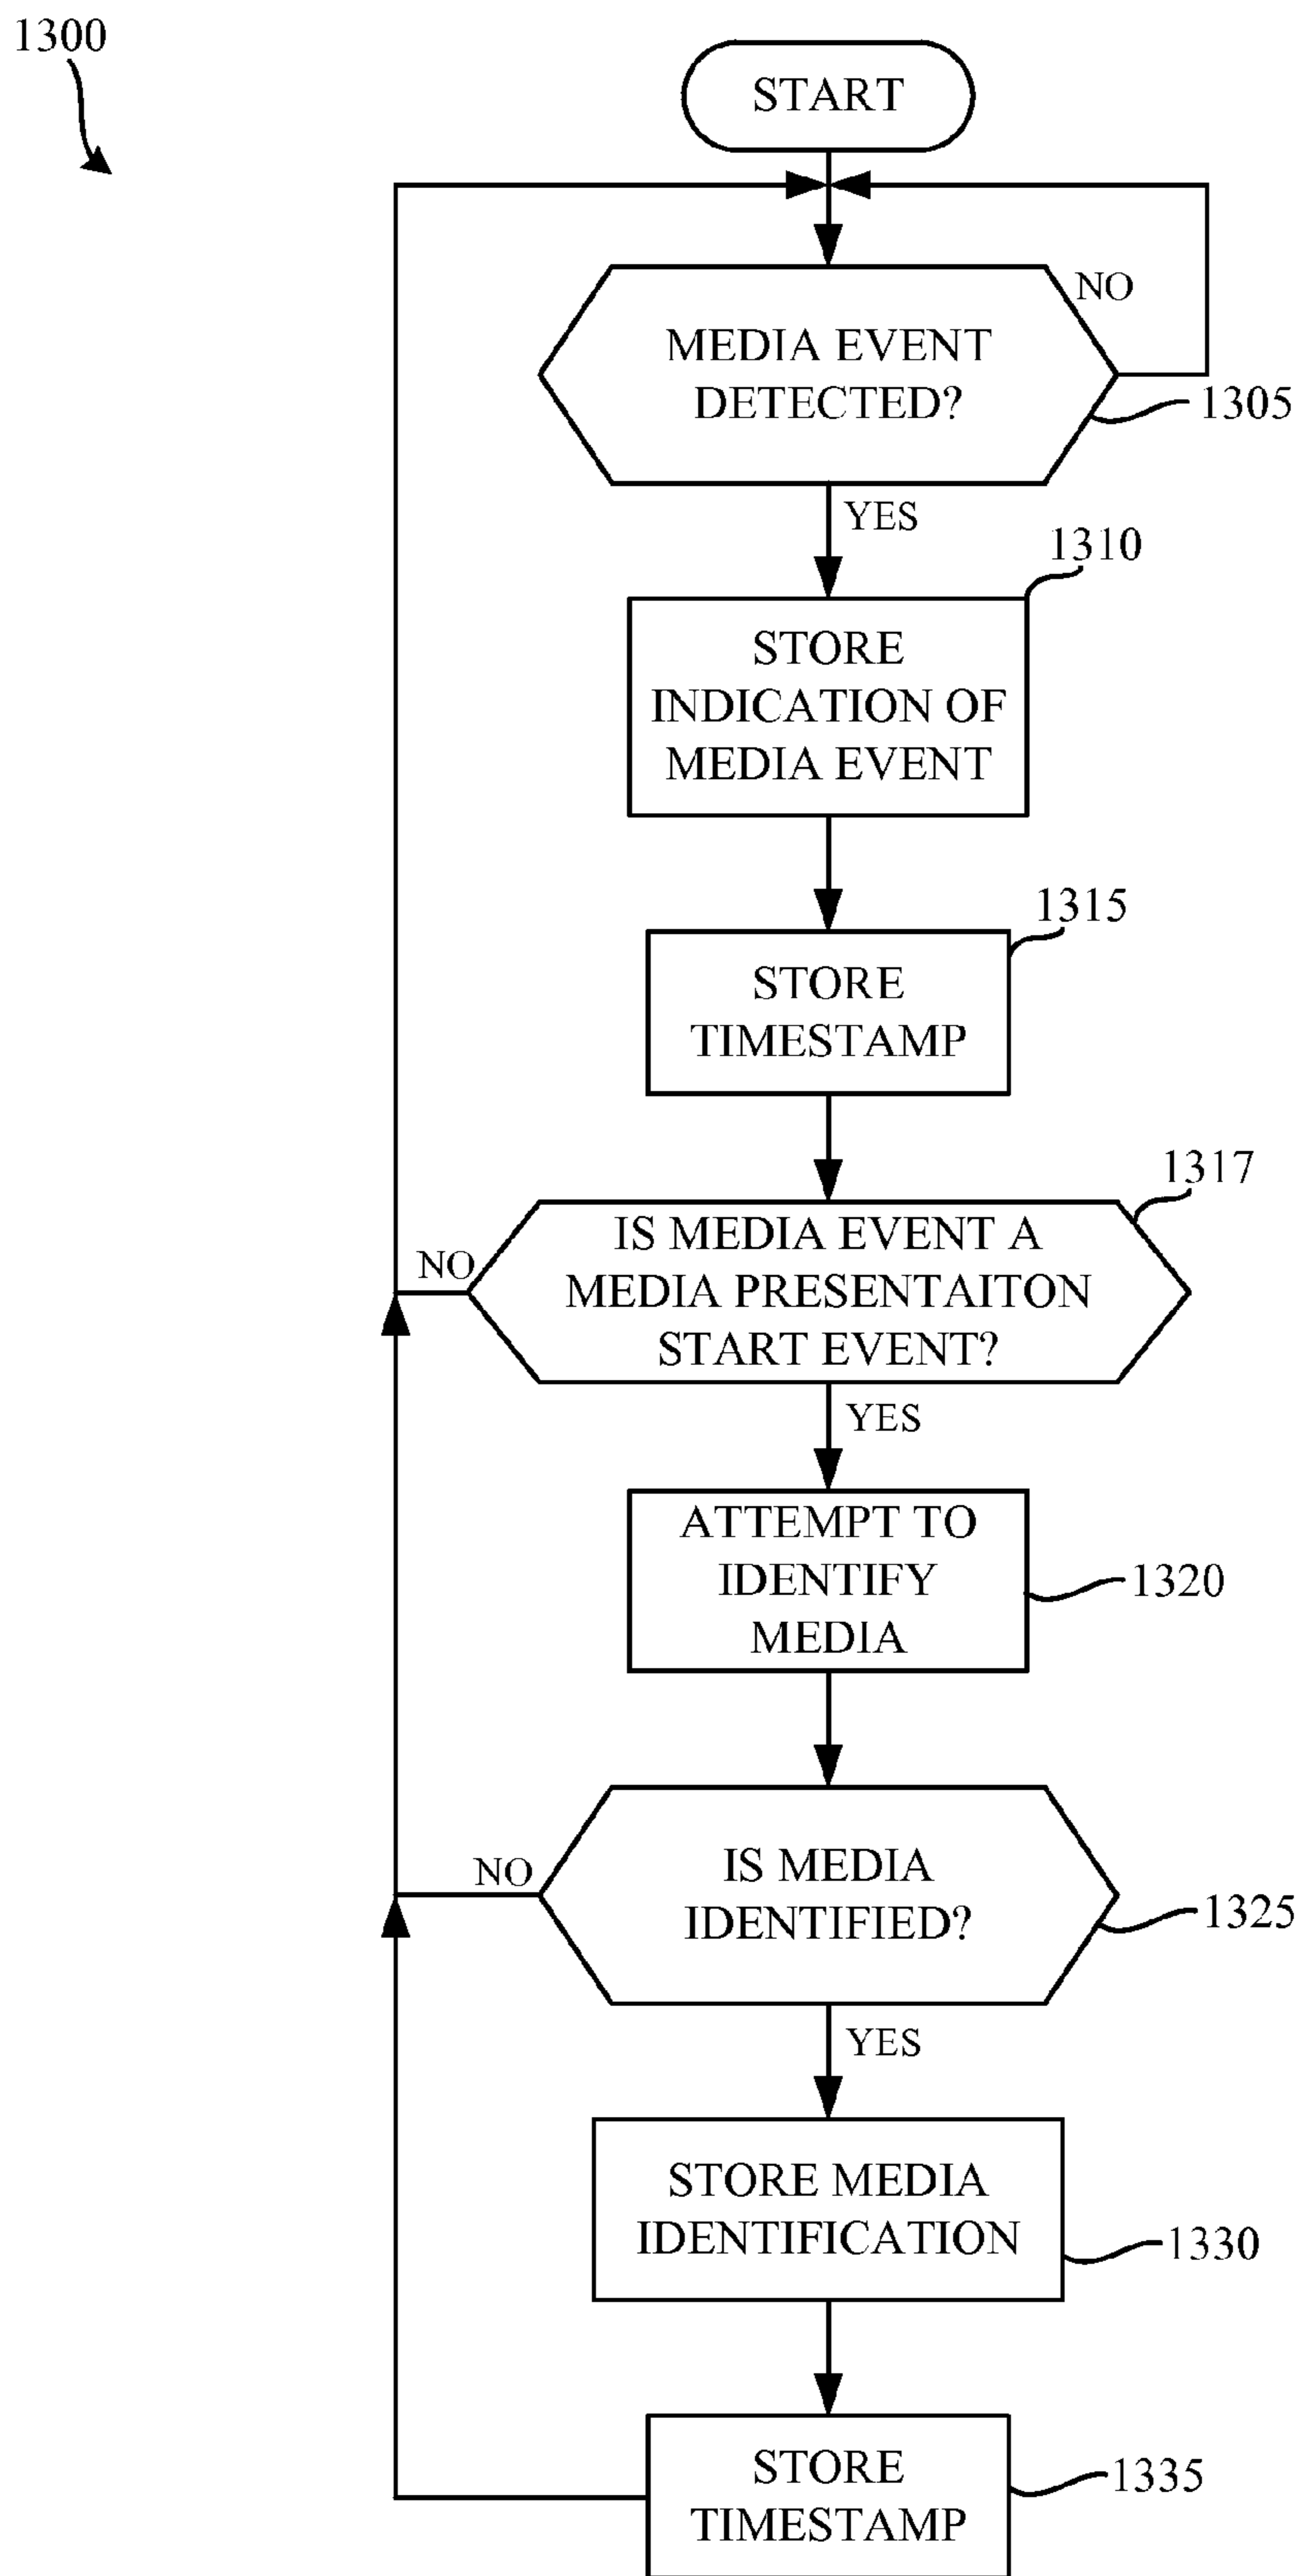 1300
START
NO
MEDIA EVENT
DETECTED?
1305
YES
1310
STORE
INDICATION OF
MEDIA EVENT
1315
STORE
TIMESTAMP
1317
IS MEDIA EVENT A
MEDIA PRESENTAITON
START EVENT?
NO
YES
ATTEMPT TO
IDENTIFY
MEDIA
1320
NO
IS MEDIA
IDENTIFIED?
1325
YES
STORE MEDIA
IDENTIFICATION
1330
STORE
TIMESTAMP
1335